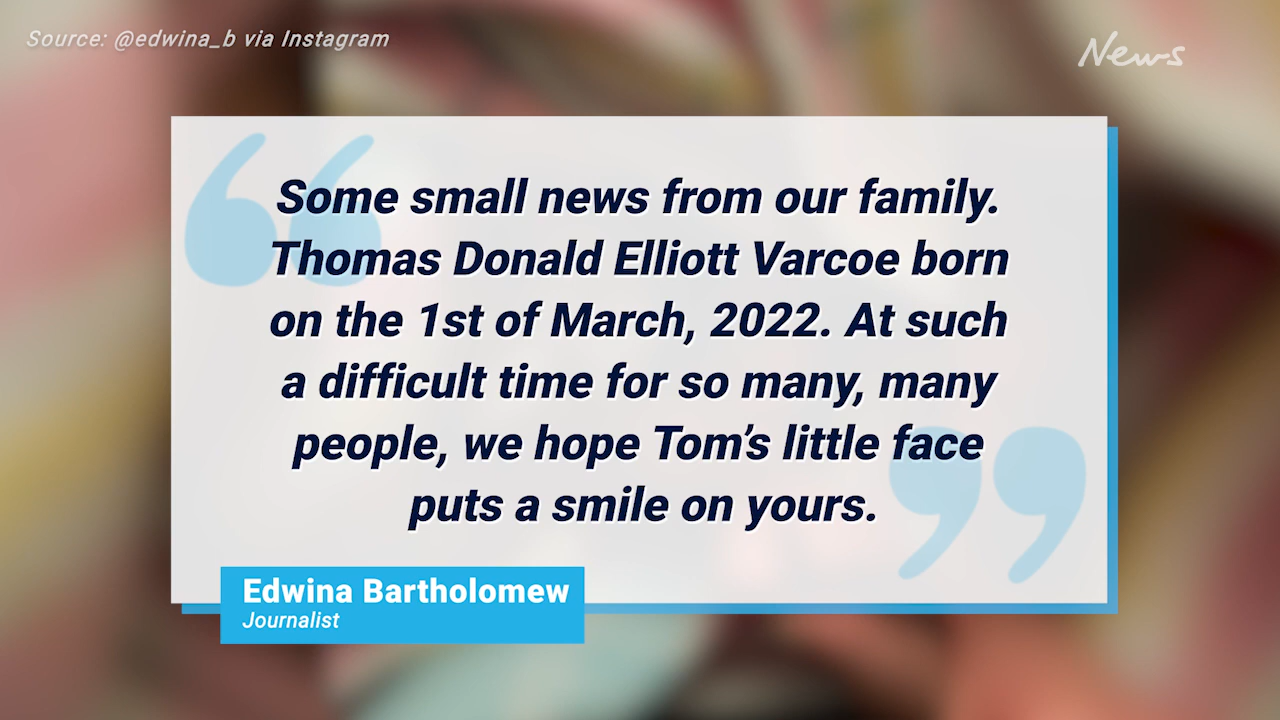 Source: @edwina_b via Instagram
News
Some small news from our family.
Thomas Donald Elliott Varcoe born
on the 1st of March, 2022. At such
a difficult time for so many, many
people, we hope Tom’s little face
puts a smile on yours.
Edwina Bartholomew
Journalist